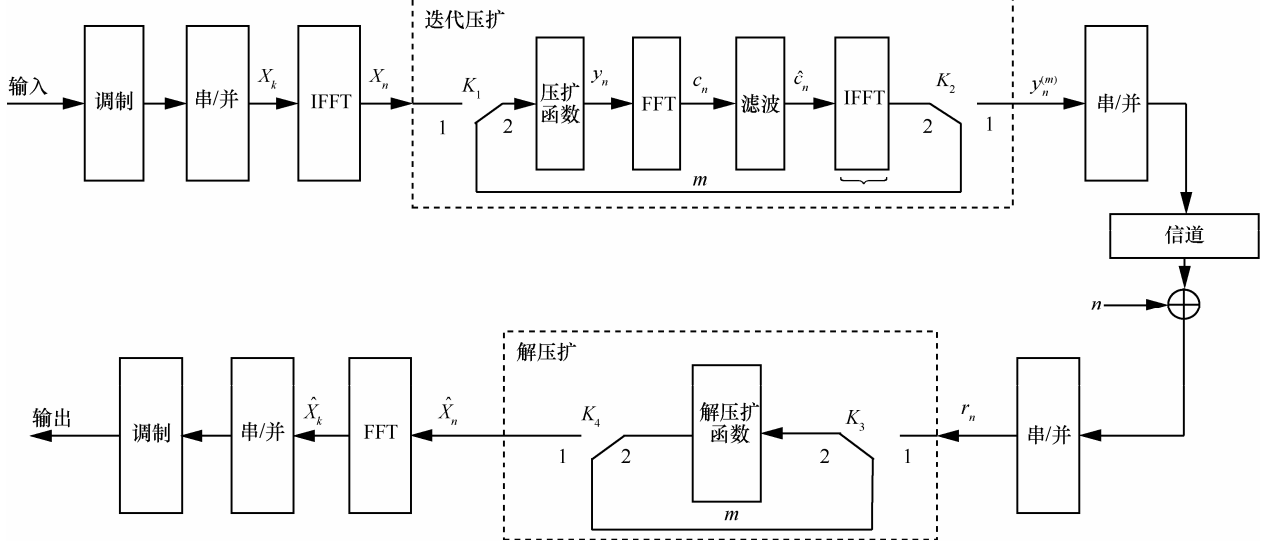 迭代压扩
输入
调制
串/并
X_k
IFFT
X_n
K_1
1
2
压扩
函数
y_n
FFT
c_n
滤波
ĉ_n
IFFT
K_2
2
1
m
y_n^{(m)}
串/并
信道
n
解压扩
输出
调制
串/并
X̂_k
FFT
X̂_n
K_4
1
2
解压扩
函数
K_3
2
1
m
r_n
串/并